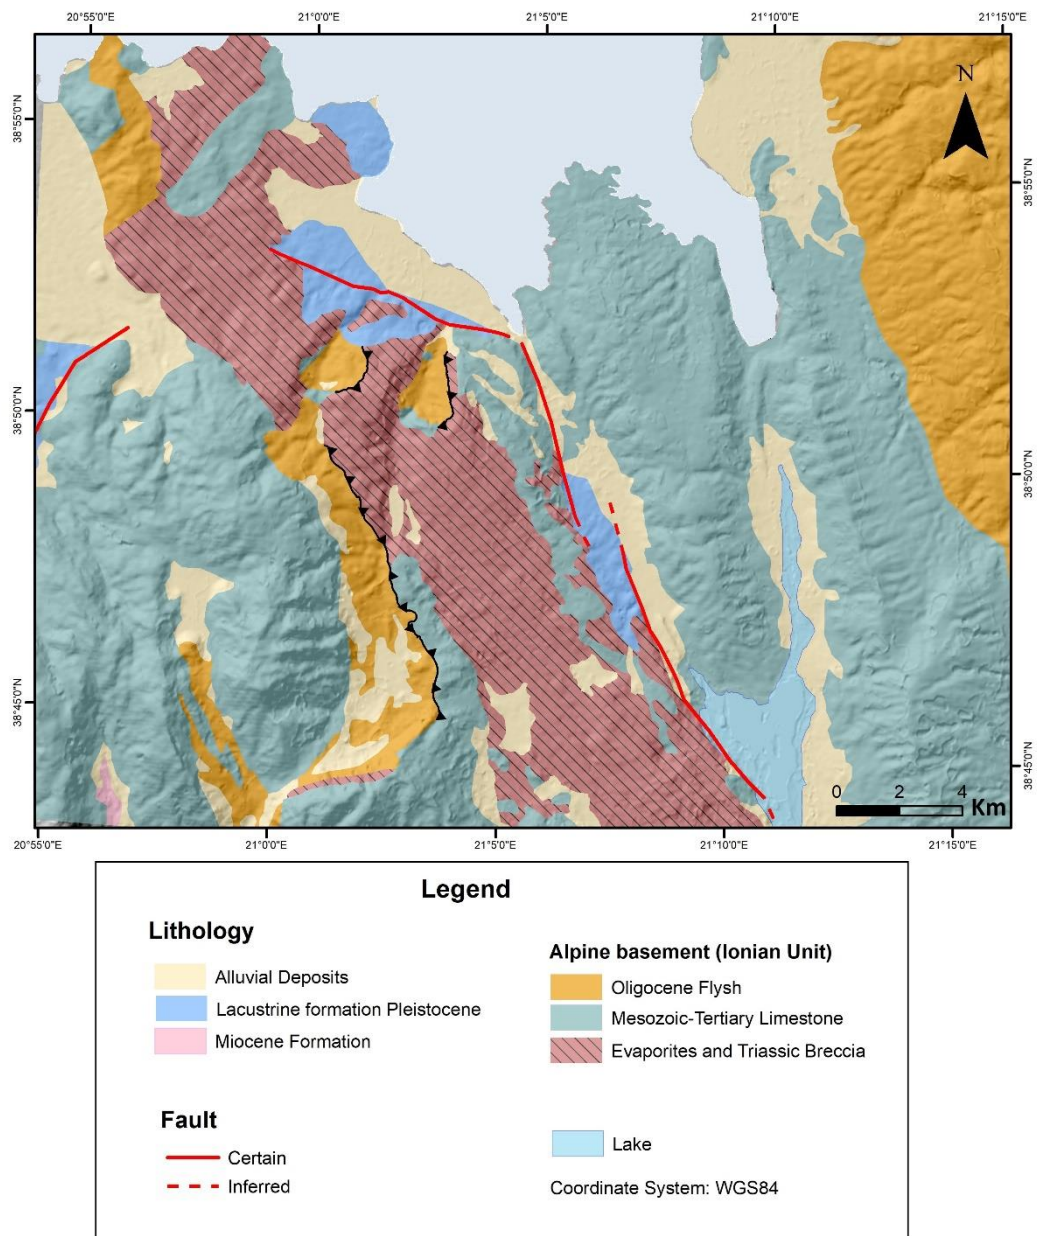 20°55'0"E 21°0'0"E 21°5'0"E 21°10'0"E 21°15'0"E
N
38°55'0"N
38°55'0"N
38°50'0"N
38°50'0"N
38°45'0"N
38°45'0"N
0 2 4
Km
20°55'0"E 21°0'0"E 21°5'0"E 21°10'0"E 21°15'0"E
Legend
Lithology
Alluvial Deposits
Lacustrine formation Pleistocene
Miocene Formation
Alpine basement (Ionian Unit)
Oligocene Flysh
Mesozoic-Tertiary Limestone
Evaporites and Triassic Breccia
Fault
Certain
Inferred
Lake
Coordinate System: WGS84